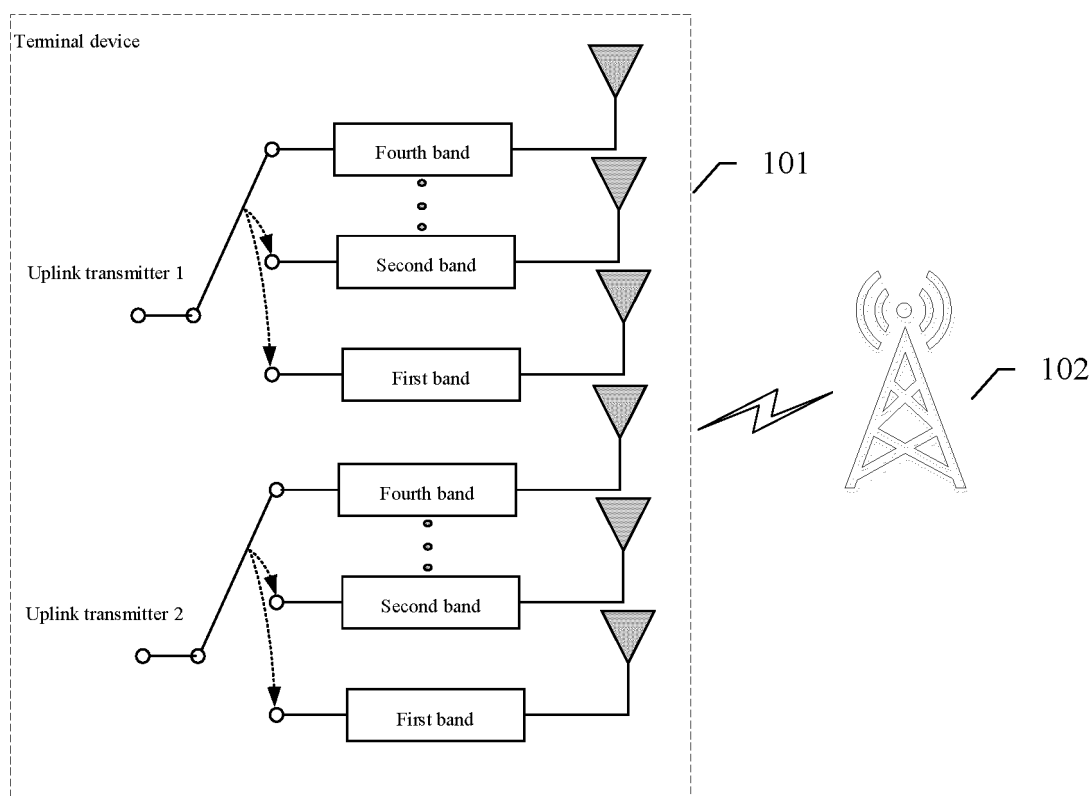 Terminal device
Fourth band
101
Second band
Uplink transmitter 1
First band
102
Fourth band
Second band
Uplink transmitter 2
First band